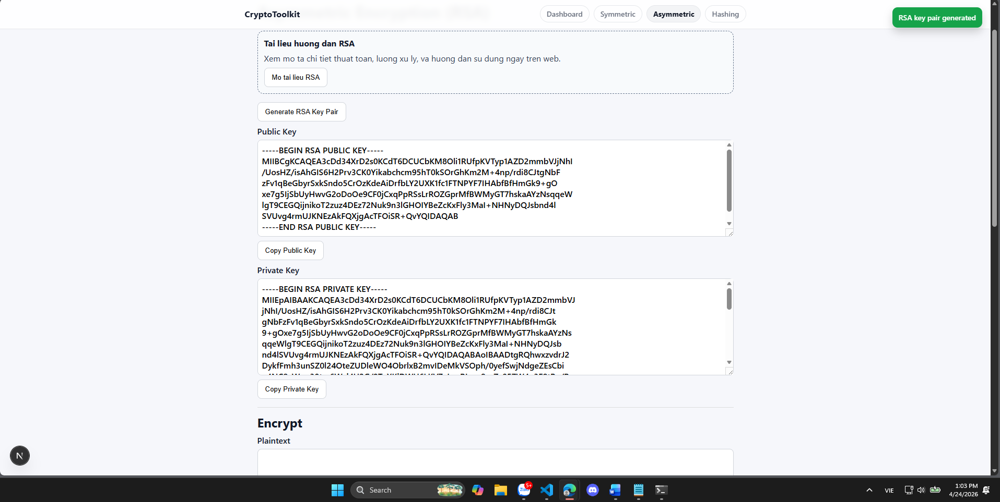 CryptoToolkit
Dashboard
Symmetric
Asymmetric
Hashing
RSA key pair generated
Tai lieu huong dan RSA
Xem mo ta chi tiet thuat toan, luong xu ly, va huong dan su dung ngay tren web.
Mo tai lieu RSA
Generate RSA Key Pair
Public Key
-----BEGIN RSA PUBLIC KEY-----
MIIBCgKCAQEA3cDd34XrD2s0KCdT6DCUCbKM8Oli1RUfpKVTyp1AZD2mmbVJjNhI
/UosHZ/isAhGIS6H2Prv3CK0Yikabchcm95hT0kSOrGhKm2M+4np/rdi8CJtgNbF
zFv1qBeGbyrSxkSndo5CrOzKdeAiDrfbLY2UXK1fc1FTNPYF7IHAbfBfHmGk9+gO
xe7g5IjSbUyHwvG2oDoOe9CF0jCxqPpRSsLrROZGprMfBWMyGT7hskaAYzNsqqeW
lgT9CEGQijnikoT2zuz4DEz72Nuk9n3lGHOIYBeZcKxFly3MaI+NHNyDQJsbnd4l
SVUvg4rmUJKNEzAkFQXjgAcTFOiSR+QvYQIDAQAB
-----END RSA PUBLIC KEY-----
Copy Public Key
Private Key
-----BEGIN RSA PRIVATE KEY-----
MIIEpAIBAAKCAQEA3cDd34XrD2s0KCdT6DCUCbKM8Oli1RUfpKVTyp1AZD2mmbVJ
jNhI/UosHZ/isAhGIS6H2Prv3CK0Yikabchcm95hT0kSOrGhKm2M+4np/rdi8CJt
gNbFzFv1qBeGbyrSxkSndo5CrOzKdeAiDrfbLY2UXK1fc1FTNPYF7IHAbfBfHmGk
9+gOxe7g5IjSbUyHwvG2oDoOe9CF0jCxqPpRSsLrROZGprMfBWMyGT7hskaAYzNs
qqeWlgT9CEGQijnikoT2zuz4DEz72Nuk9n3lGHOIYBeZcKxFly3MaI+NHNyDQJsb
nd4lSVUvg4rmUJKNEzAkFQXjgAcTFOiSR+QvYQIDAQABAoIBAADtgRQhwxzvdrJ2
DykfFmh3unSZ0l24OteZUDleWO4ObrlxB2mvIDeMkVSOph/0yefSwjNdgeZEsCbi
Copy Private Key
Encrypt
Plaintext
N
Search
Zalo
5+
VIE
1:03 PM
4/24/2026